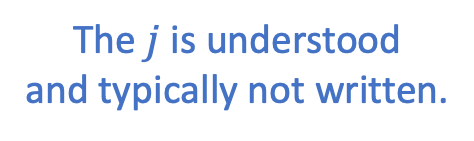 The j is understood
and typically not written.